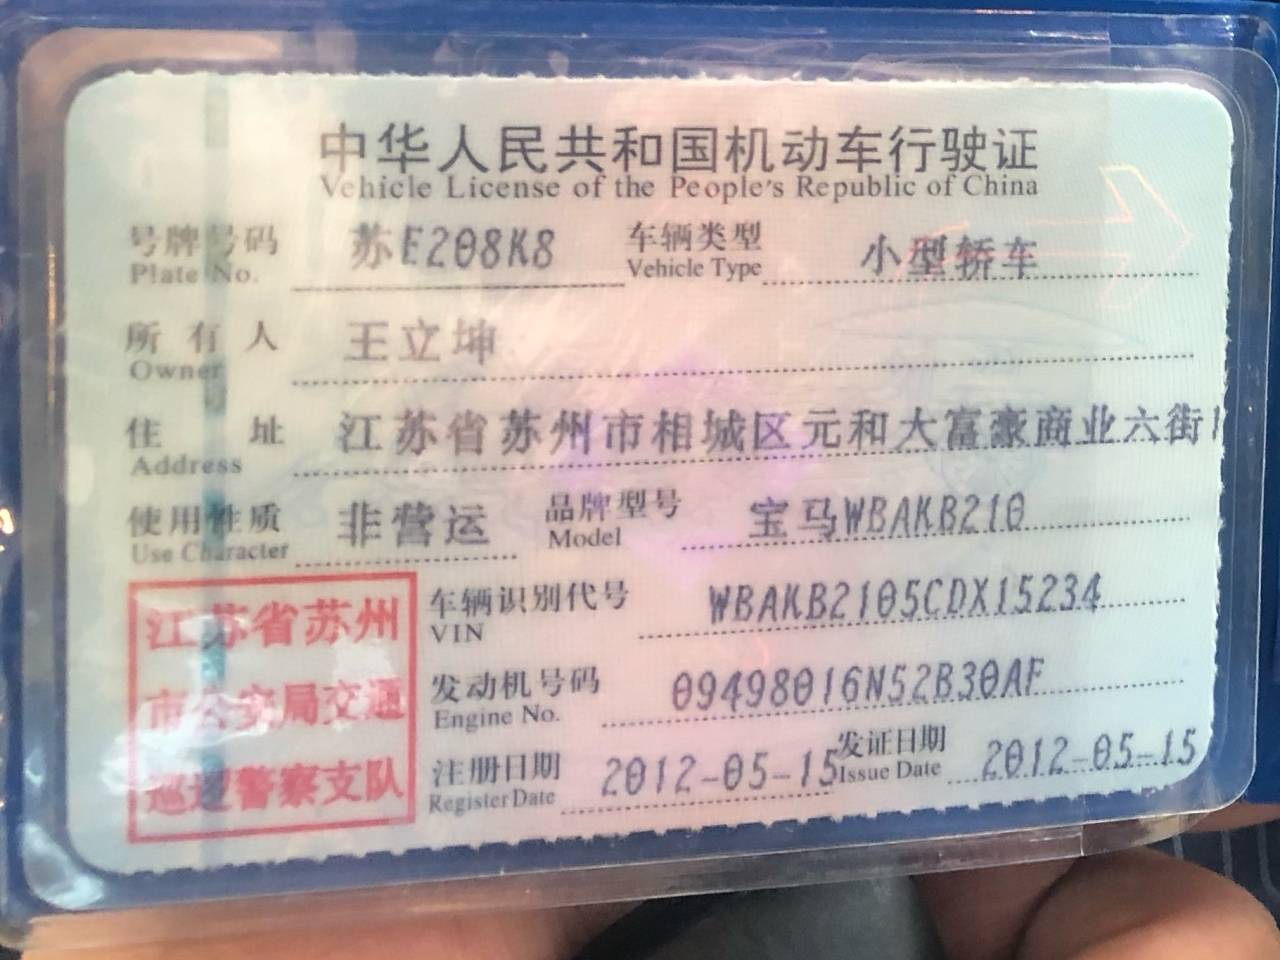 中华人民共和国机动车行驶证
Vehicle License of the People's Republic of China
号牌号码 苏E208K8 车辆类型 小型轿车
Plate No. Vehicle Type
所有人 王立坤
Owner
住址 江苏省苏州市相城区元和大富豪商业六街
Address
使用性质 非营运 品牌型号 宝马WBAKB210
Use Character Model
江苏省苏州
市公安局交通
巡逻警察支队
车辆识别代号 WBAKB2105CDX15234
VIN
发动机号码 09498016N52B30AF
Engine No.
注册日期 2012-05-15 发证日期 2012-05-15
Register Date Issue Date